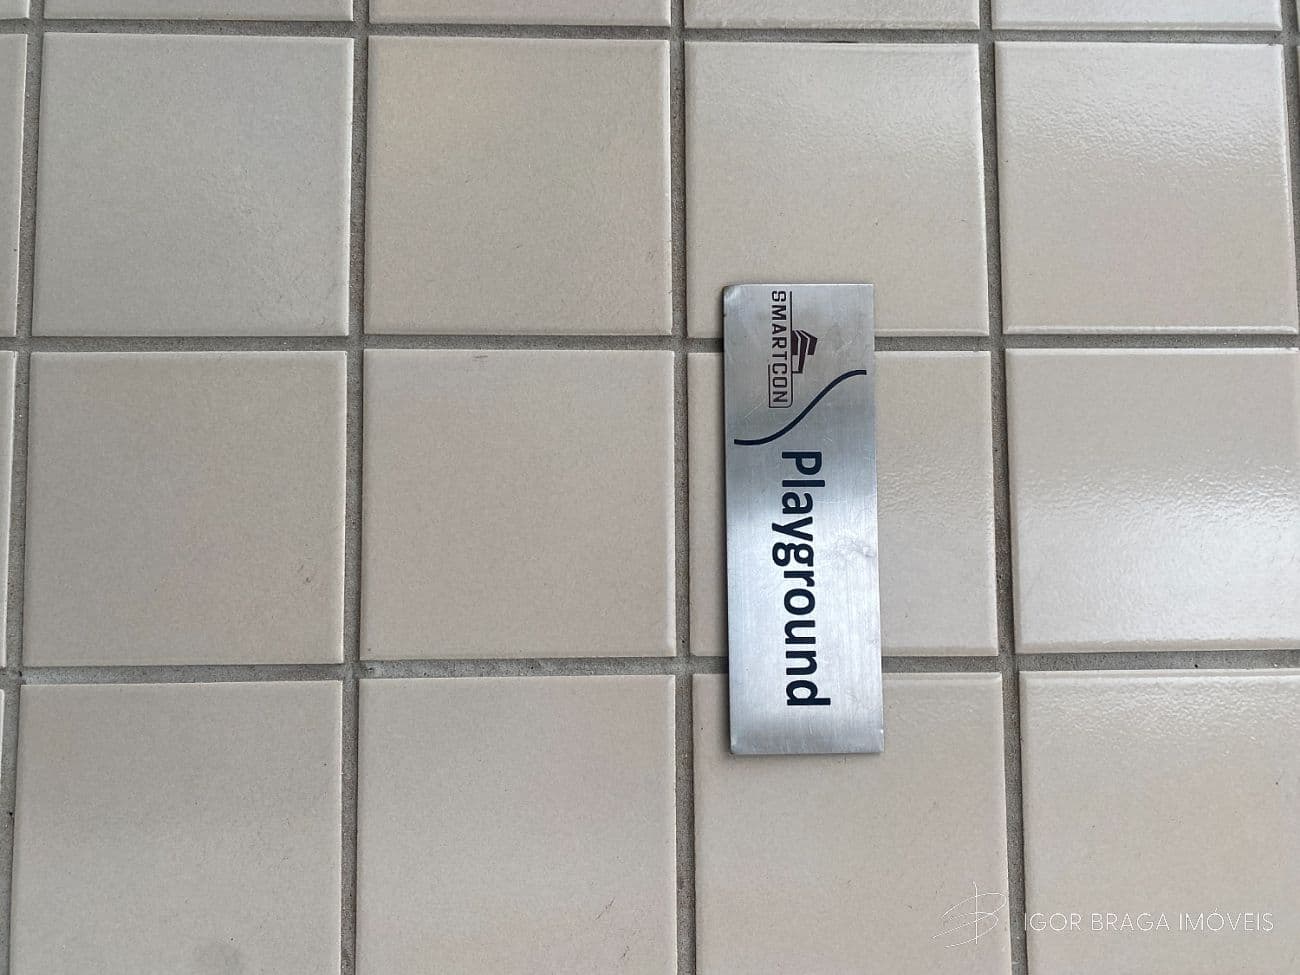 SMARTCON
Playground
IGOR BRAGA IMÓVEIS